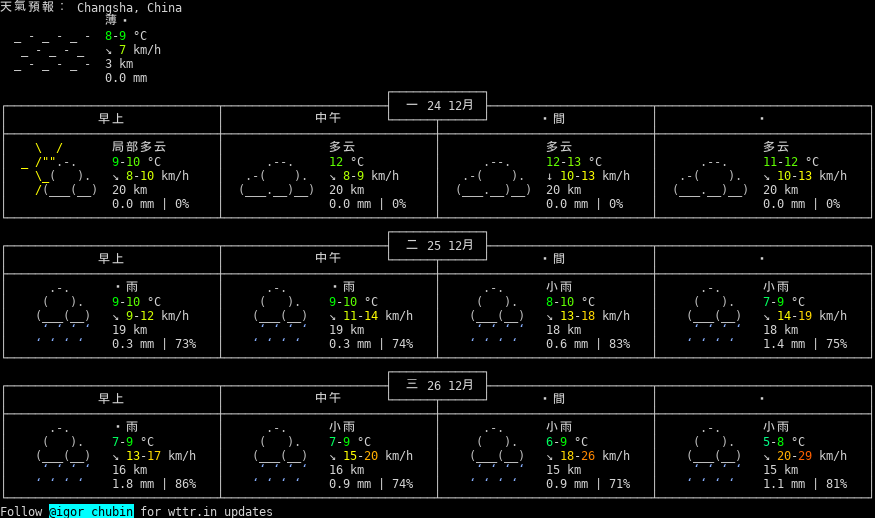 天氣預報： Changsha, China
薄・
8-9 °C
↘ 7 km/h
3 km
0.0 mm
一 24 12月
早上 中午 ・間 ・
局部多云 多云 多云 多云
9-10 °C 12 °C 12-13 °C 11-12 °C
↘ 8-10 km/h ↘ 8-9 km/h ↓ 10-13 km/h ↘ 10-13 km/h
20 km 20 km 20 km 20 km
0.0 mm | 0% 0.0 mm | 0% 0.0 mm | 0% 0.0 mm | 0%
二 25 12月
早上 中午 ・間 ・
・雨 ・雨 小雨 小雨
9-10 °C 9-10 °C 8-10 °C 7-9 °C
↘ 9-12 km/h ↘ 11-14 km/h ↘ 13-18 km/h ↘ 14-19 km/h
19 km 19 km 18 km 18 km
0.3 mm | 73% 0.3 mm | 74% 0.6 mm | 83% 1.4 mm | 75%
三 26 12月
早上 中午 ・間 ・
・雨 小雨 小雨 小雨
7-9 °C 7-9 °C 6-9 °C 5-8 °C
↘ 13-17 km/h ↘ 15-20 km/h ↘ 18-26 km/h ↘ 20-29 km/h
16 km 16 km 15 km 15 km
1.8 mm | 86% 0.9 mm | 74% 0.9 mm | 71% 1.1 mm | 81%
Follow @igor_chubin for wttr.in updates